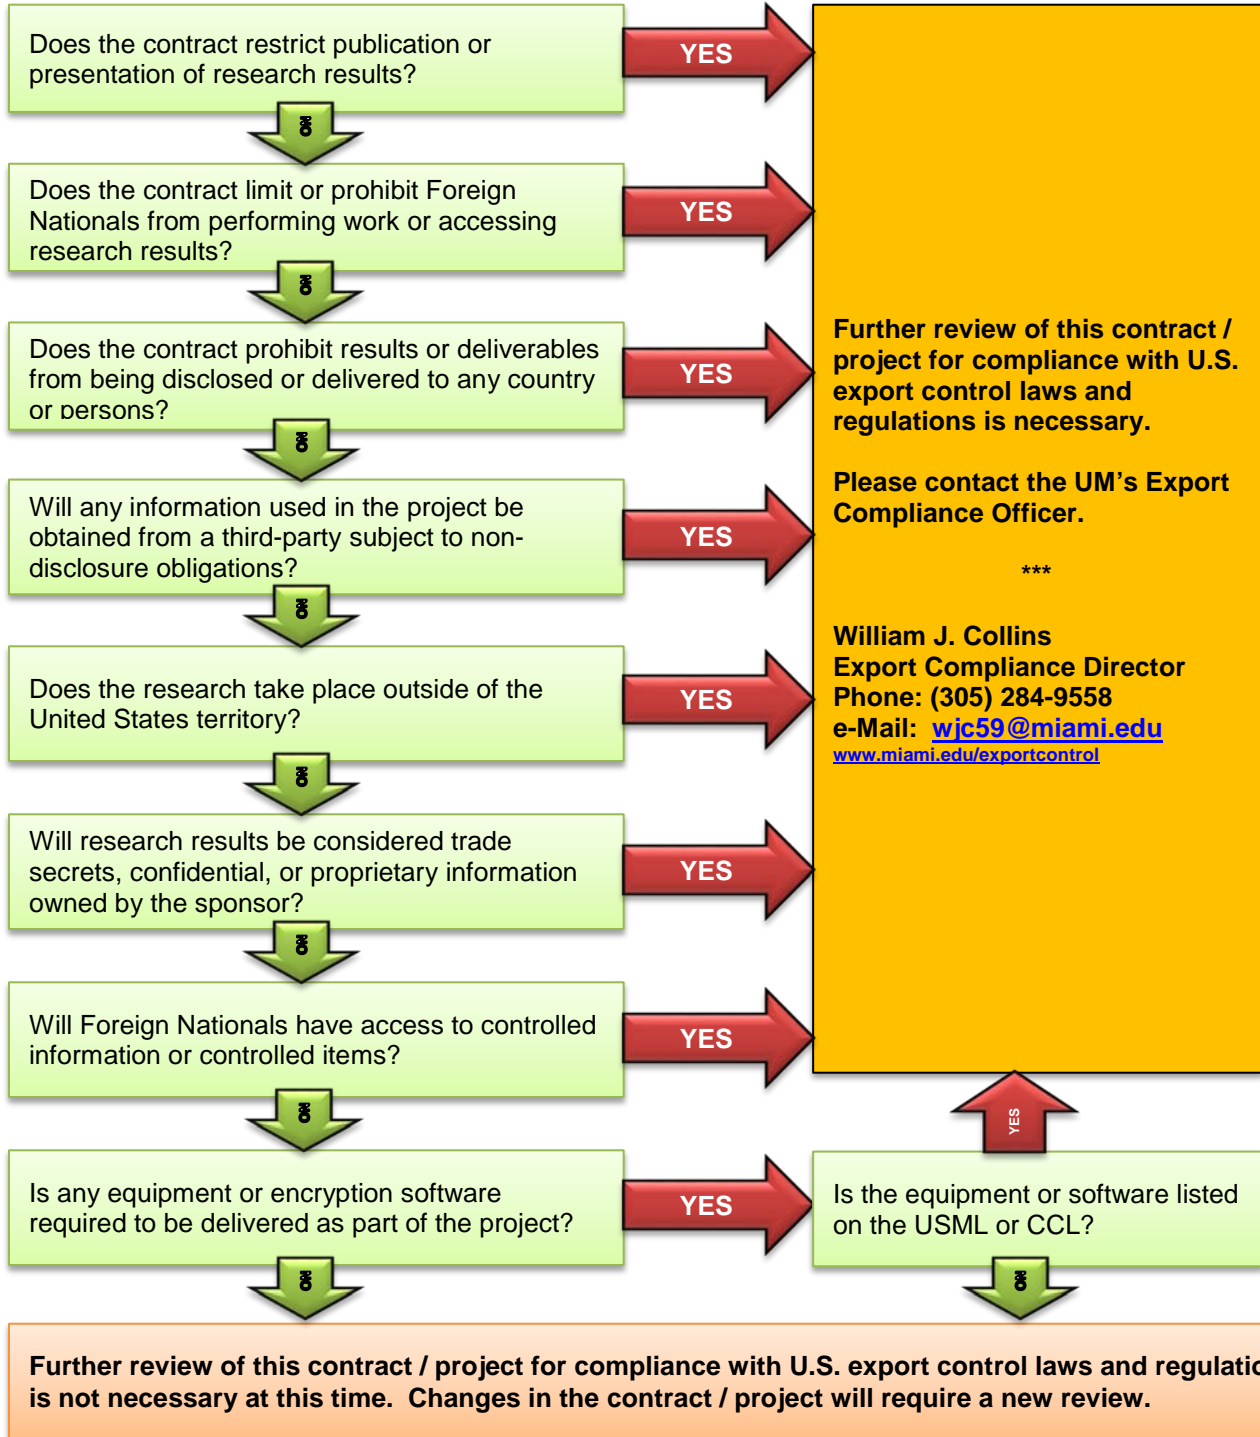 Does the contract restrict publication or
presentation of research results?
YES
NO
Does the contract limit or prohibit Foreign
Nationals from performing work or accessing
research results?
YES
NO
Does the contract prohibit results or deliverables
from being disclosed or delivered to any country
or persons?
YES
NO
Will any information used in the project be
obtained from a third-party subject to non-
disclosure obligations?
YES
NO
Does the research take place outside of the
United States territory?
YES
NO
Will research results be considered trade
secrets, confidential, or proprietary information
owned by the sponsor?
YES
NO
Will Foreign Nationals have access to controlled
information or controlled items?
YES
NO
Is any equipment or encryption software
required to be delivered as part of the project?
YES
NO
Further review of this contract /
project for compliance with U.S.
export control laws and
regulations is necessary.
Please contact the UM’s Export
Compliance Officer.
***
William J. Collins
Export Compliance Director
Phone: (305) 284-9558
e-Mail: wjc59@miami.edu
www.miami.edu/exportcontrol
YES
Is the equipment or software listed
on the USML or CCL?
NO
Further review of this contract / project for compliance with U.S. export control laws and regulatio
is not necessary at this time. Changes in the contract / project will require a new review.